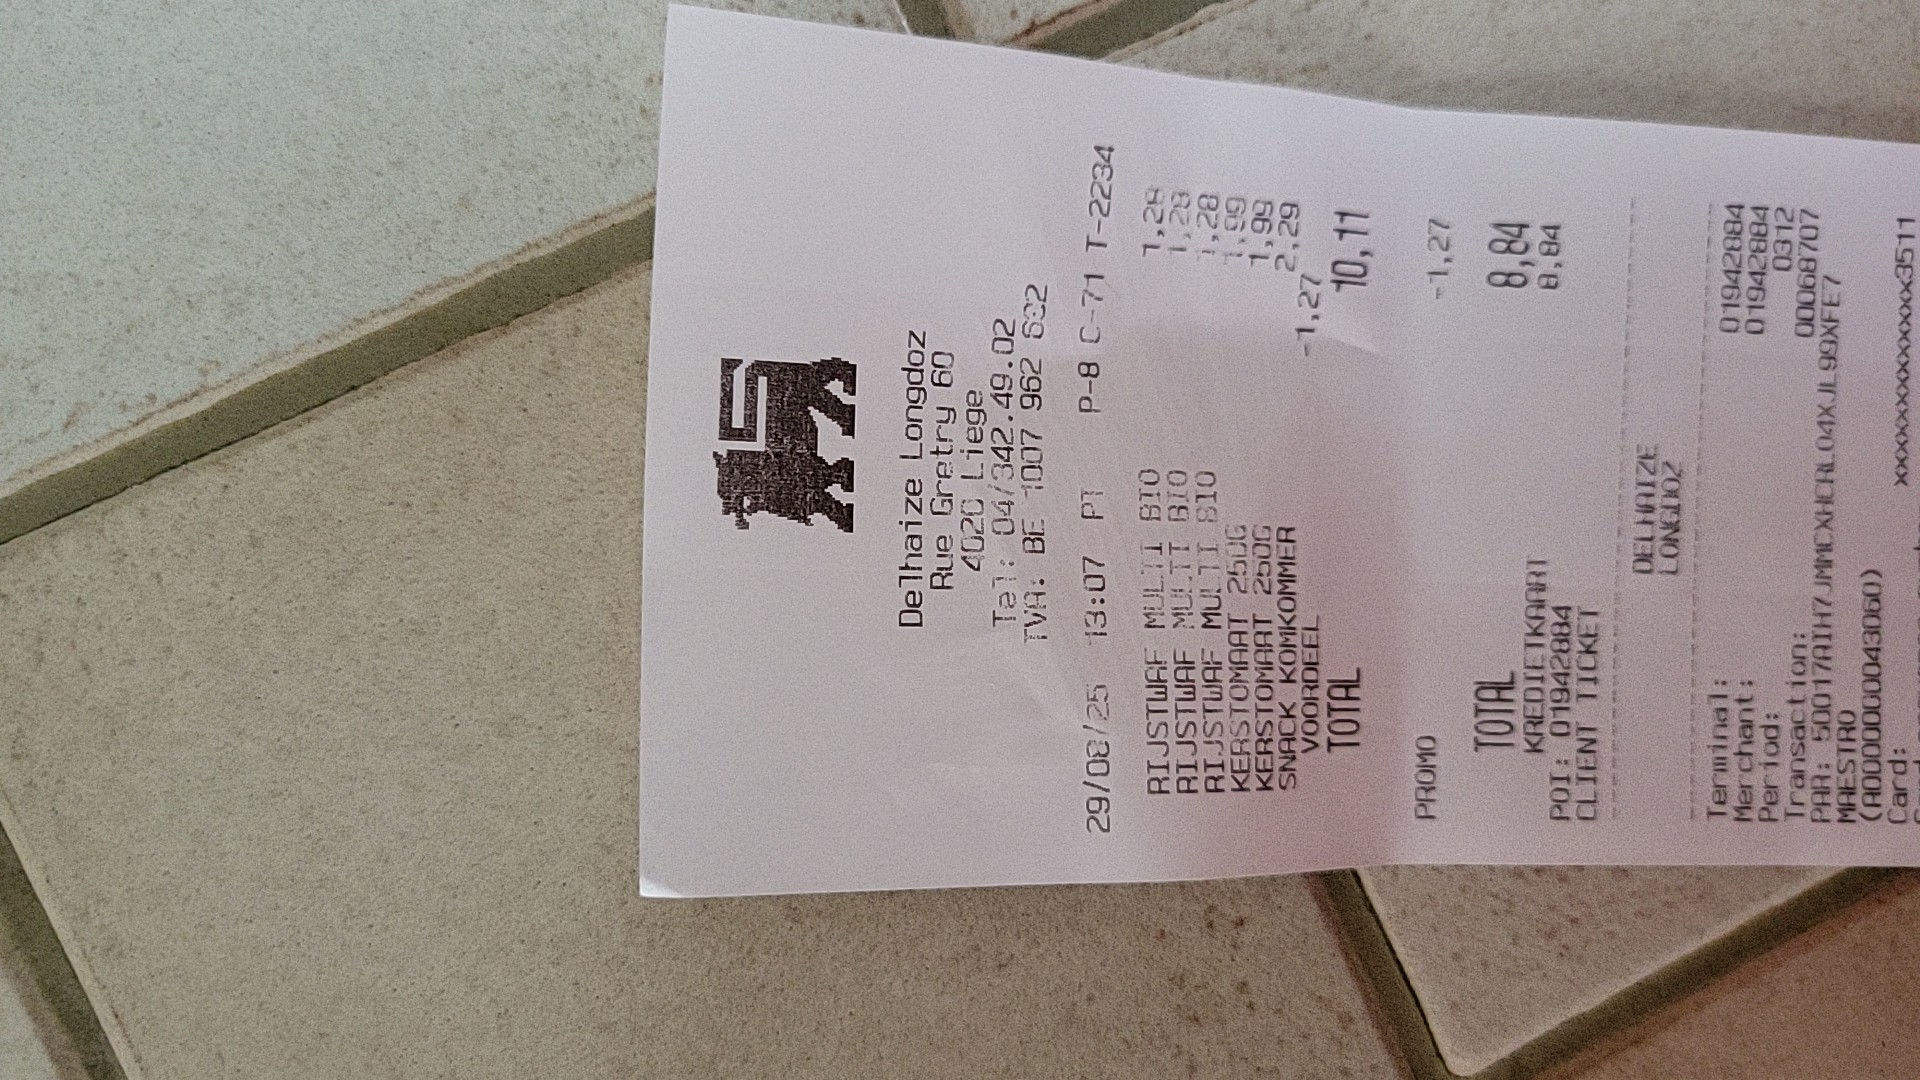 Delhaize Longdoz
Rue Gretry 60
4020 Liege
Tel: 04/342.49.02
TVA: BE 1007 962 632
29/08/25 13:07 PT P-8 C-71 T-2234
RIJSTWAF MULTI BIO 1,28
RIJSTWAF MULTI BIO 1,28
RIJSTWAF MULTI BIO 1,28
KERSTOMAAT 250G 1,99
KERSTOMAAT 250G 1,99
SNACK KOMKOMMER 2,29
VOORDEEL -1,27
TOTAL 10,11
PROMO -1,27
TOTAL 8,84
KREDIETKAART 8,84
POI: 01942884
CLIENT TICKET
DELHAIZE
LONGDOZ
Terminal: 01942884
Merchant: 01942884
Period: 0312
Transaction: 00068707
PAR:
MAESTRO
(A0000000043060)
Card: xxxxxxxxxxxxxxx3511